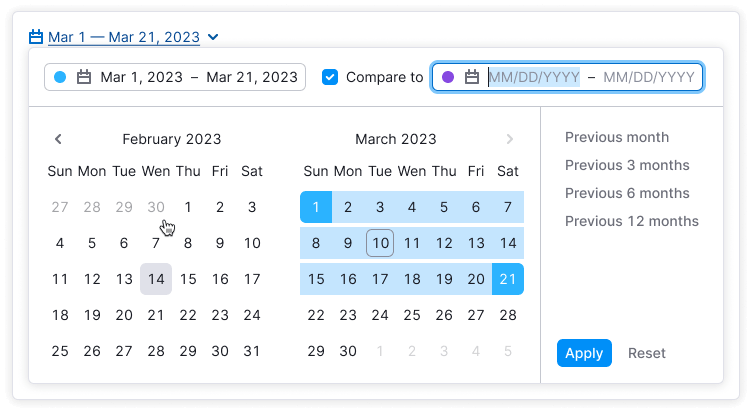 Mar 1 — Mar 21, 2023
Mar 1, 2023 – Mar 21, 2023
Compare to
MM/DD/YYYY – MM/DD/YYYY
February 2023
Sun Mon Tue Wen Thu Fri Sat
27 28 29 30 1 2 3
4 5 6 7 8 9 10
11 12 13 14 15 16 17
18 19 20 21 22 23 24
25 26 27 28 29 30 31
March 2023
Sun Mon Tue Wen Thu Fri Sat
1 2 3 4 5 6 7
8 9 10 11 12 13 14
15 16 17 18 19 20 21
22 23 24 25 26 27 28
29 30 1 2 3 4 5
Previous month
Previous 3 months
Previous 6 months
Previous 12 months
Apply
Reset